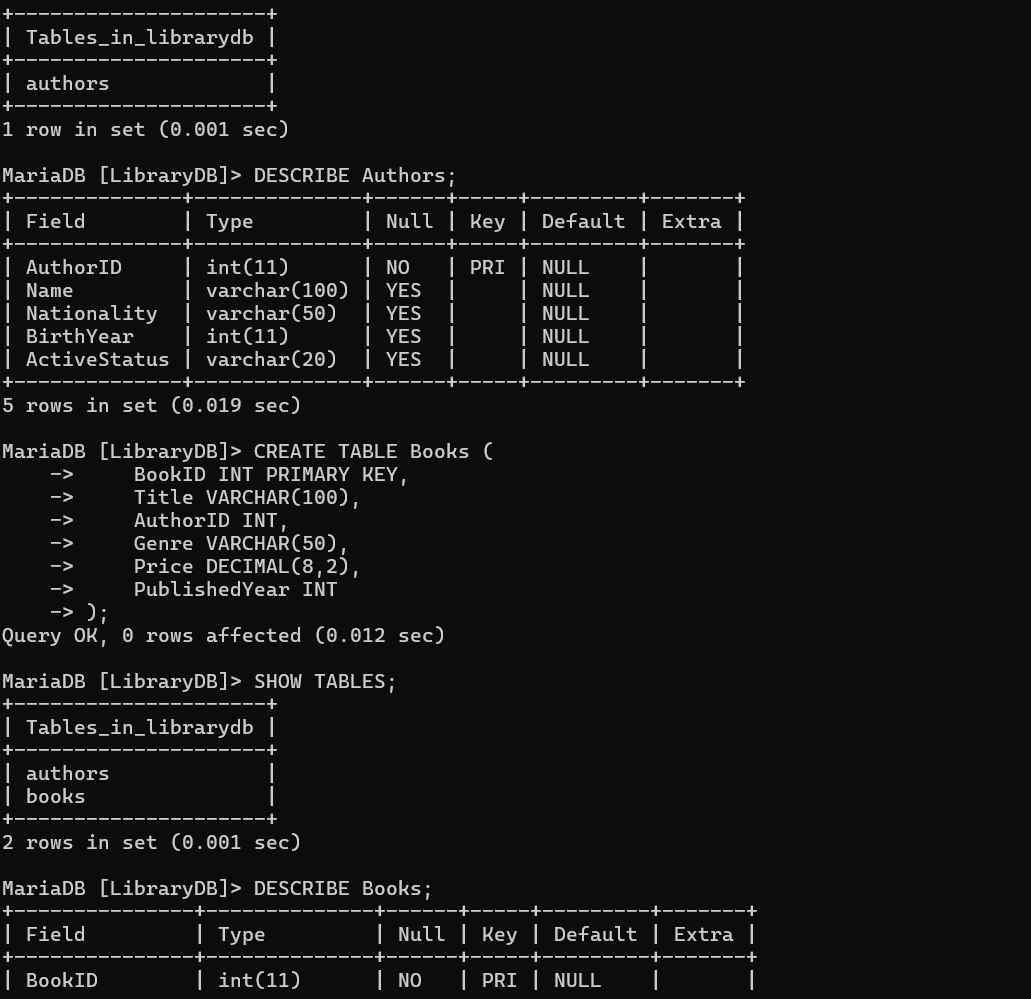 +---------------------+
| Tables_in_librarydb |
+---------------------+
| authors             |
+---------------------+
1 row in set (0.001 sec)

MariaDB [LibraryDB]> DESCRIBE Authors;
+--------------+--------------+------+-----+---------+-------+
| Field        | Type         | Null | Key | Default | Extra |
+--------------+--------------+------+-----+---------+-------+
| AuthorID     | int(11)      | NO   | PRI | NULL    |       |
| Name         | varchar(100) | YES  |     | NULL    |       |
| Nationality  | varchar(50)  | YES  |     | NULL    |       |
| BirthYear    | int(11)      | YES  |     | NULL    |       |
| ActiveStatus | varchar(20)  | YES  |     | NULL    |       |
+--------------+--------------+------+-----+---------+-------+
5 rows in set (0.019 sec)

MariaDB [LibraryDB]> CREATE TABLE Books (
    ->     BookID INT PRIMARY KEY,
    ->     Title VARCHAR(100),
    ->     AuthorID INT,
    ->     Genre VARCHAR(50),
    ->     Price DECIMAL(8,2),
    ->     PublishedYear INT
    -> );
Query OK, 0 rows affected (0.012 sec)

MariaDB [LibraryDB]> SHOW TABLES;
+---------------------+
| Tables_in_librarydb |
+---------------------+
| authors             |
| books               |
+---------------------+
2 rows in set (0.001 sec)

MariaDB [LibraryDB]> DESCRIBE Books;
+---------------+--------------+------+-----+---------+-------+
| Field         | Type         | Null | Key | Default | Extra |
+---------------+--------------+------+-----+---------+-------+
| BookID        | int(11)      | NO   | PRI | NULL    |       |